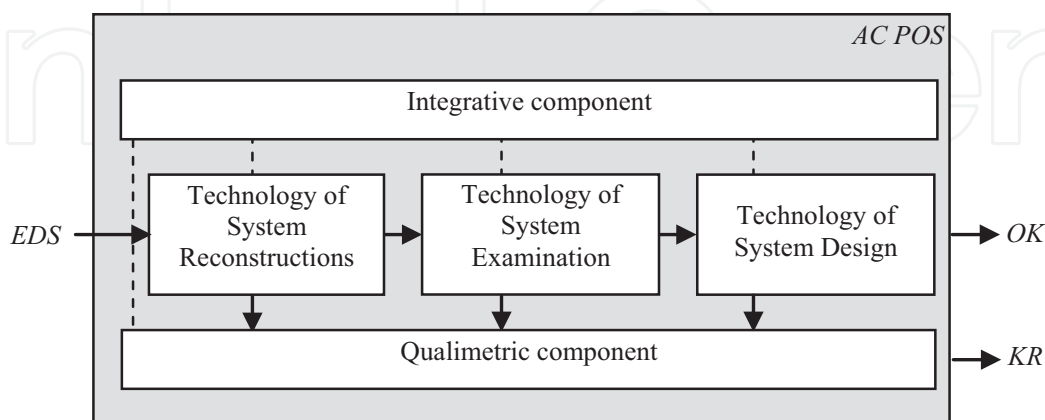 AC POS
Integrative component
Technology of
System
Reconstructions
Technology of
System
Examination
Technology of
System Design
EDS
OK
Qualimetric component
KR